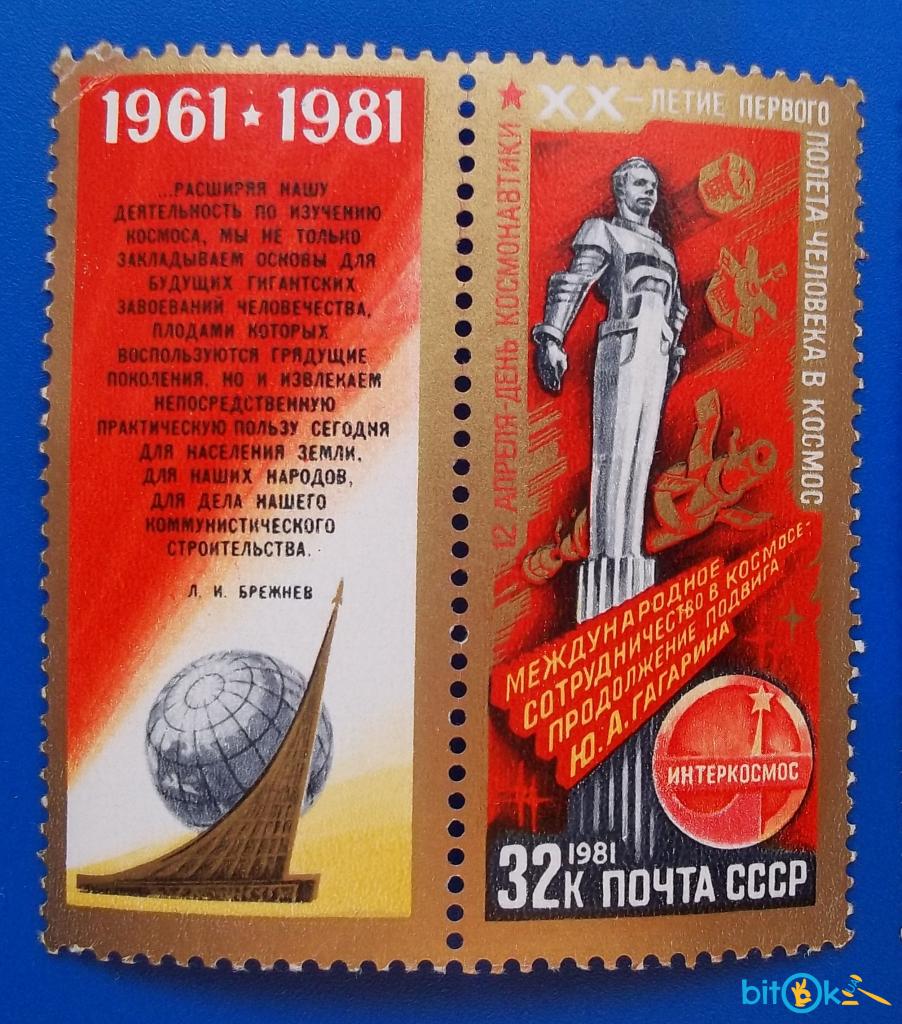 1961 ★ 1981
...РАСШИРЯЯ НАШУ
ДЕЯТЕЛЬНОСТЬ ПО ИЗУЧЕНИЮ
КОСМОСА, МЫ НЕ ТОЛЬКО
ЗАКЛАДЫВАЕМ ОСНОВЫ ДЛЯ
БУДУЩИХ ГИГАНТСКИХ
ЗАВОЕВАНИЙ ЧЕЛОВЕЧЕСТВА,
ПЛОДАМИ КОТОРЫХ
ВОСПОЛЬЗУЮТСЯ ГРЯДУЩИЕ
ПОКОЛЕНИЯ, НО И ИЗВЛЕКАЕМ
НЕПОСРЕДСТВЕННУЮ
ПРАКТИЧЕСКУЮ ПОЛЬЗУ СЕГОДНЯ
ДЛЯ НАСЕЛЕНИЯ ЗЕМЛИ,
ДЛЯ НАШИХ НАРОДОВ,
ДЛЯ ДЕЛА НАШЕГО
КОММУНИСТИЧЕСКОГО
СТРОИТЕЛЬСТВА.
Л. И. БРЕЖНЕВ
12 АПРЕЛЯ-ДЕНЬ КОСМОНАВТИКИ
XX-ЛЕТИЕ ПЕРВОГО
ПОЛЕТА ЧЕЛОВЕКА В КОСМОС
МЕЖДУНАРОДНОЕ
СОТРУДНИЧЕСТВО В КОСМОСЕ-
ПРОДОЛЖЕНИЕ ПОДВИГА
Ю. А. ГАГАРИНА
ИНТЕРКОСМОС
32К 1981 ПОЧТА СССР
bitOk UA